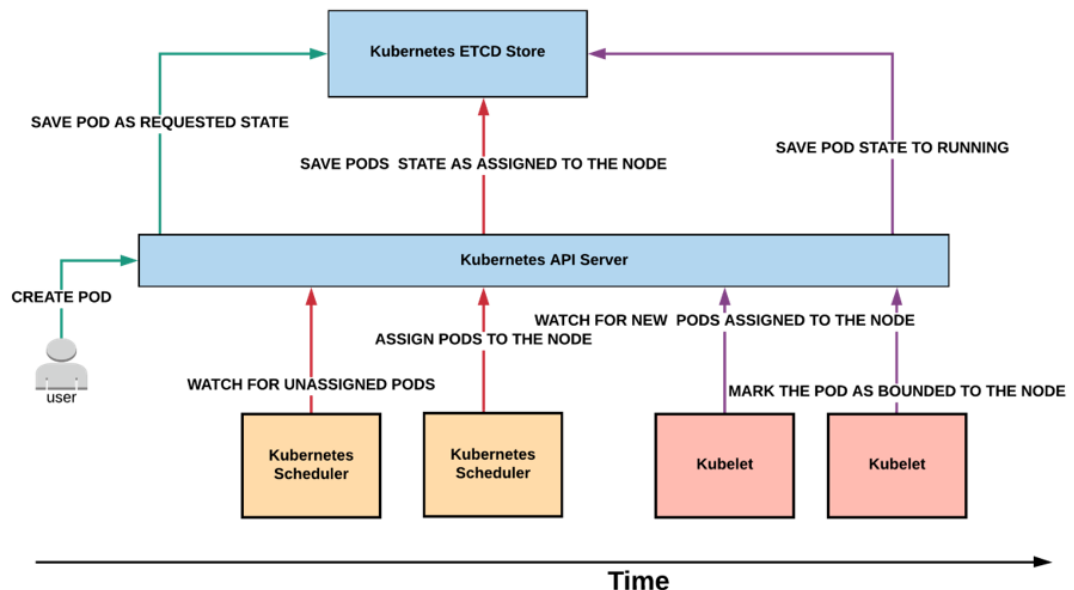 Kubernetes ETCD Store
SAVE POD AS REQUESTED STATE
SAVE POD STATE TO RUNNING
SAVE PODS  STATE AS ASSIGNED TO THE NODE
Kubernetes API Server
CREATE POD
WATCH FOR NEW  PODS ASSIGNED TO THE NODE
ASSIGN PODS TO THE NODE
WATCH FOR UNASSIGNED PODS
MARK THE POD AS BOUNDED TO THE NODE
user
Kubernetes
Scheduler
Kubernetes
Scheduler
Kubelet
Kubelet
Time